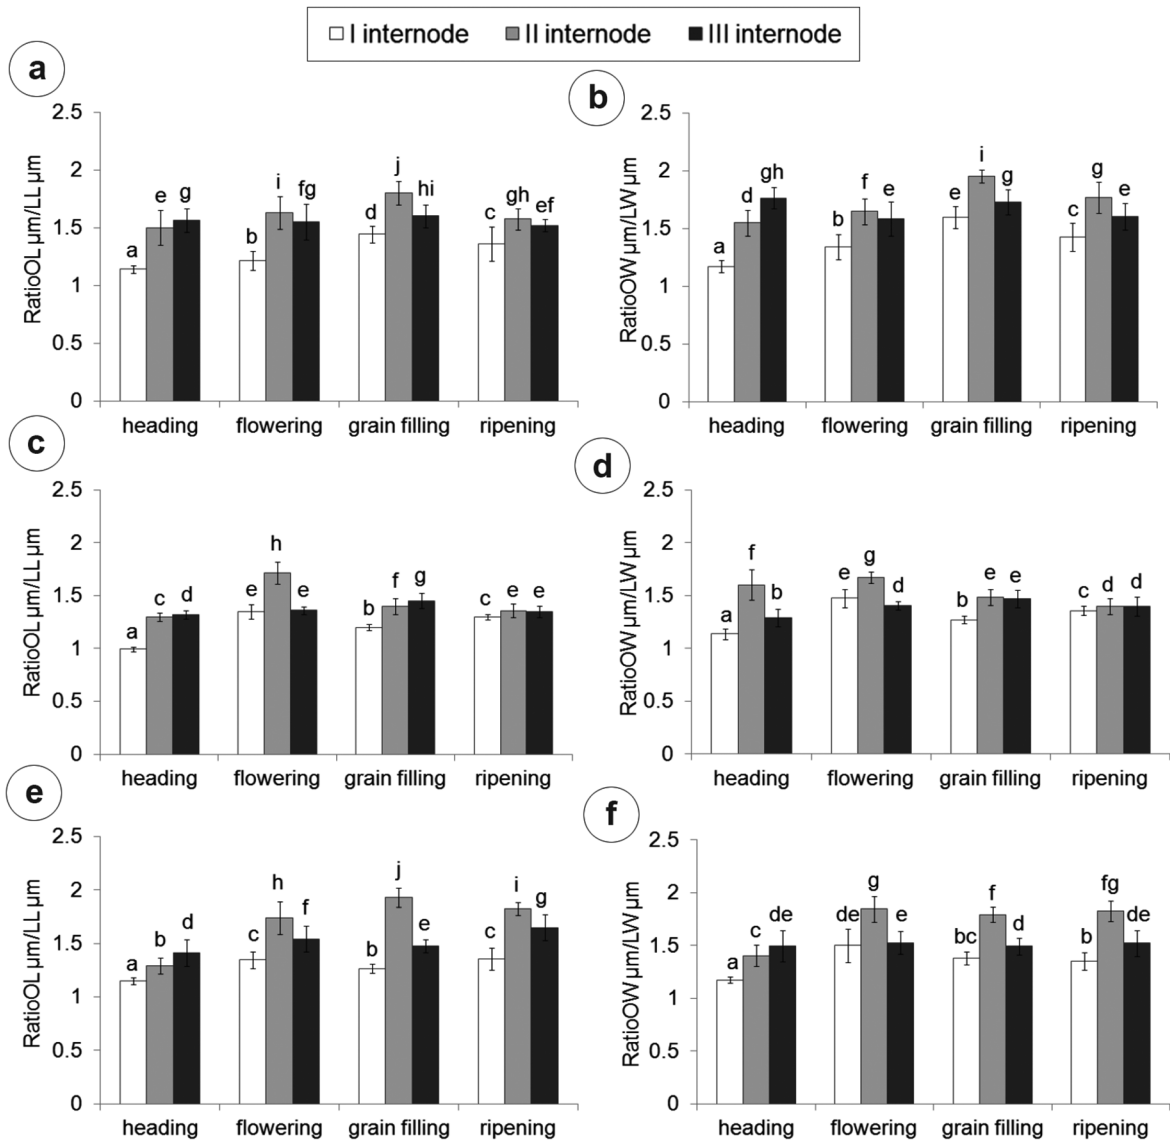 I internode II internode III internode
a
RatioOL µm/LL µm
2.5
2
1.5
1
0.5
0
a e g b i fg d j hi c gh ef
heading flowering grain filling ripening
b
RatioOW µm/LW µm
2.5
2
1.5
1
0.5
0
a d gh b f e e i g c g e
heading flowering grain filling ripening
c
RatioOL µm/LL µm
2.5
2
1.5
1
0.5
0
a c d e h e b f g c e e
heading flowering grain filling ripening
d
RatioOW µm/LW µm
2.5
2
1.5
1
0.5
0
a f b e g d b e e c d d
heading flowering grain filling ripening
e
RatioOL µm/LL µm
2.5
2
1.5
1
0.5
0
a b d c h f b j e c i g
heading flowering grain filling ripening
f
RatioOW µm/LW µm
2.5
2
1.5
1
0.5
0
a c de de g e bc f d b fg de
heading flowering grain filling ripening